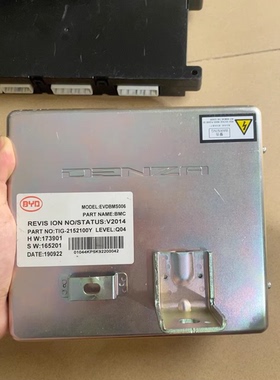 DENZA
BYD
MODEL:EVDBMS006
PART NAME:BMC
REVIS ION NO/STATUS:V2014
PART NO:TIG-2152100Y LEVEL:Q04
H W:173901
S W:165201
DATE:190922
01044KP6K92200042